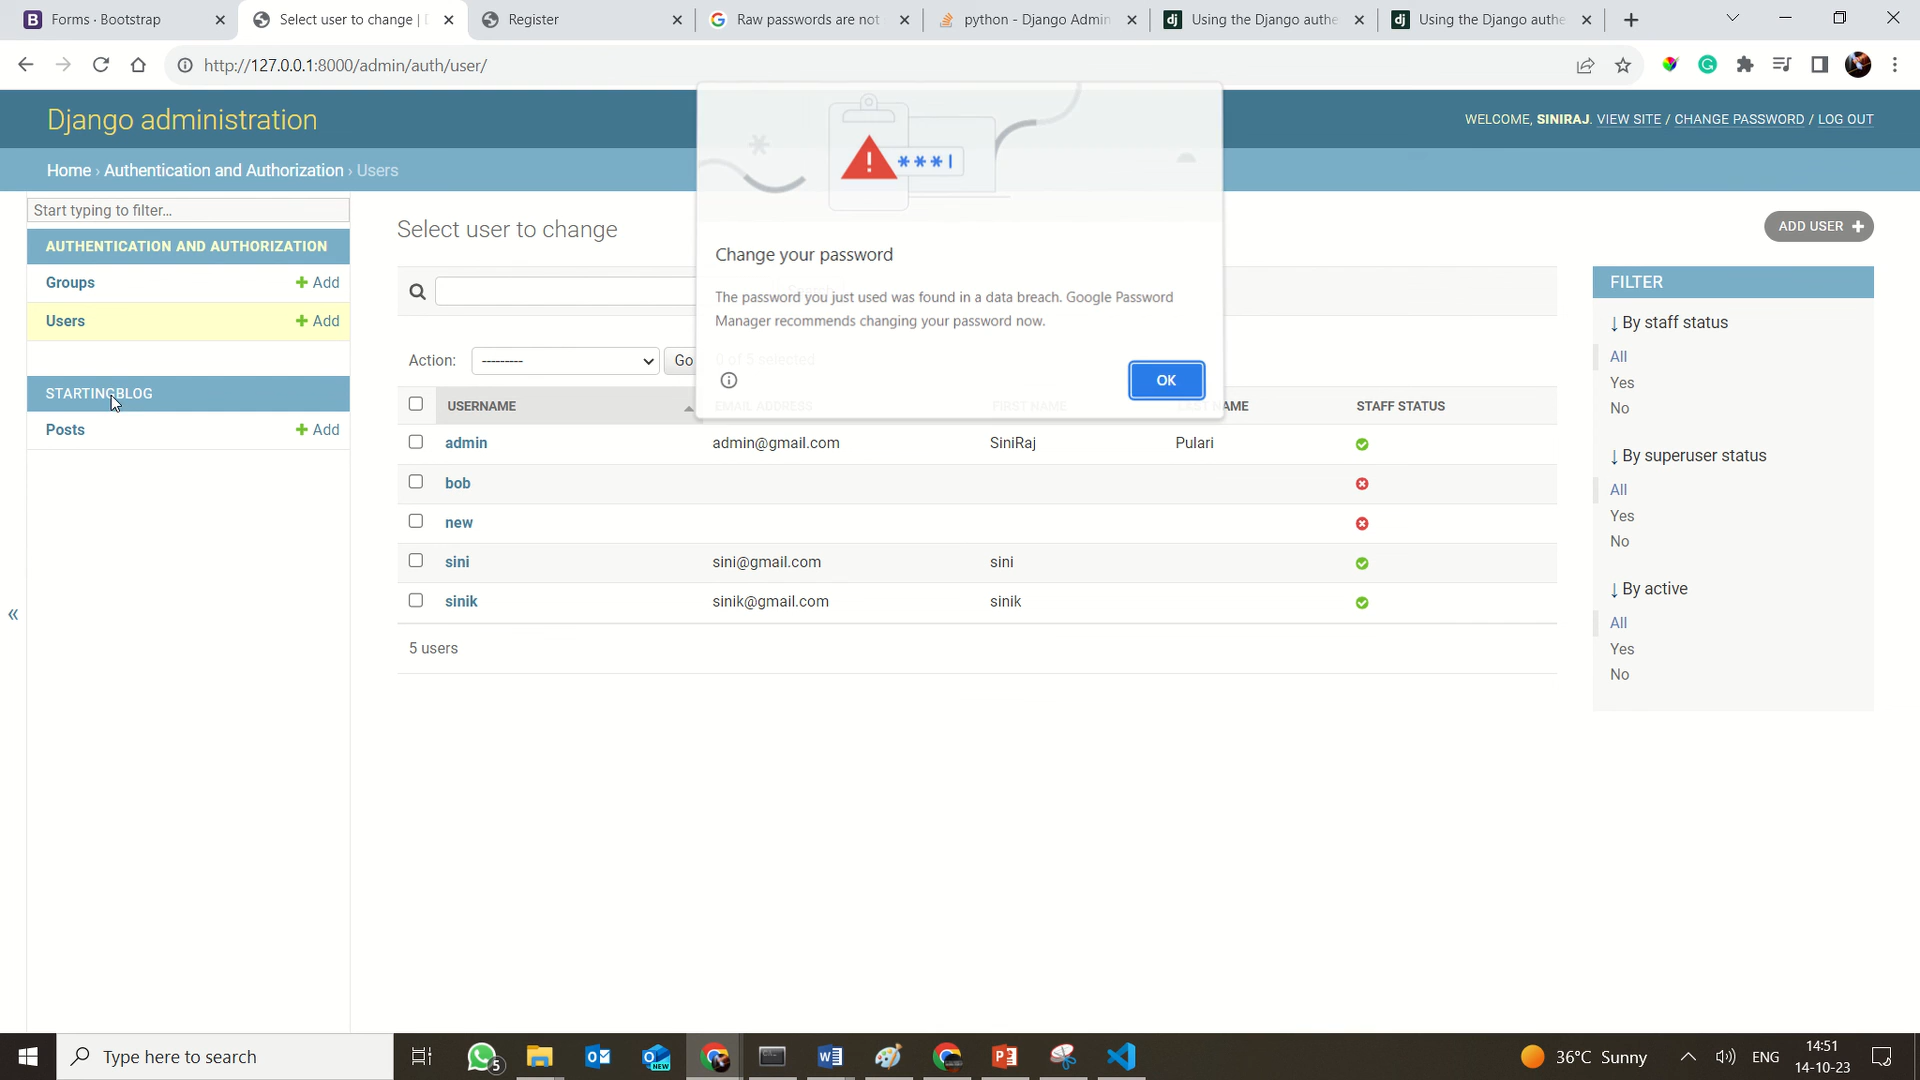 Forms · Bootstrap
Select user to change | D
Register
Raw passwords are not
python - Django Admin
Using the Django authe
Using the Django authe
http://127.0.0.1:8000/admin/auth/user/
Django administration
WELCOME, SINIRAJ. VIEW SITE / CHANGE PASSWORD / LOG OUT
Home › Authentication and Authorization › Users
Start typing to filter...
AUTHENTICATION AND AUTHORIZATION
Groups + Add
Users + Add
STARTINGBLOG
Posts + Add
«
Select user to change
ADD USER +
Action: --------- Go 0 of 5 selected
USERNAME EMAIL ADDRESS FIRST NAME LAST NAME STAFF STATUS
admin admin@gmail.com SiniRaj Pulari
bob
new
sini sini@gmail.com sini
sinik sinik@gmail.com sinik
5 users
***|
Change your password
The password you just used was found in a data breach. Google Password
Manager recommends changing your password now.
OK
FILTER
↓ By staff status
All
Yes
No
↓ By superuser status
All
Yes
No
↓ By active
All
Yes
No
Type here to search
5
NEW
36°C Sunny
ENG
14:51
14-10-23